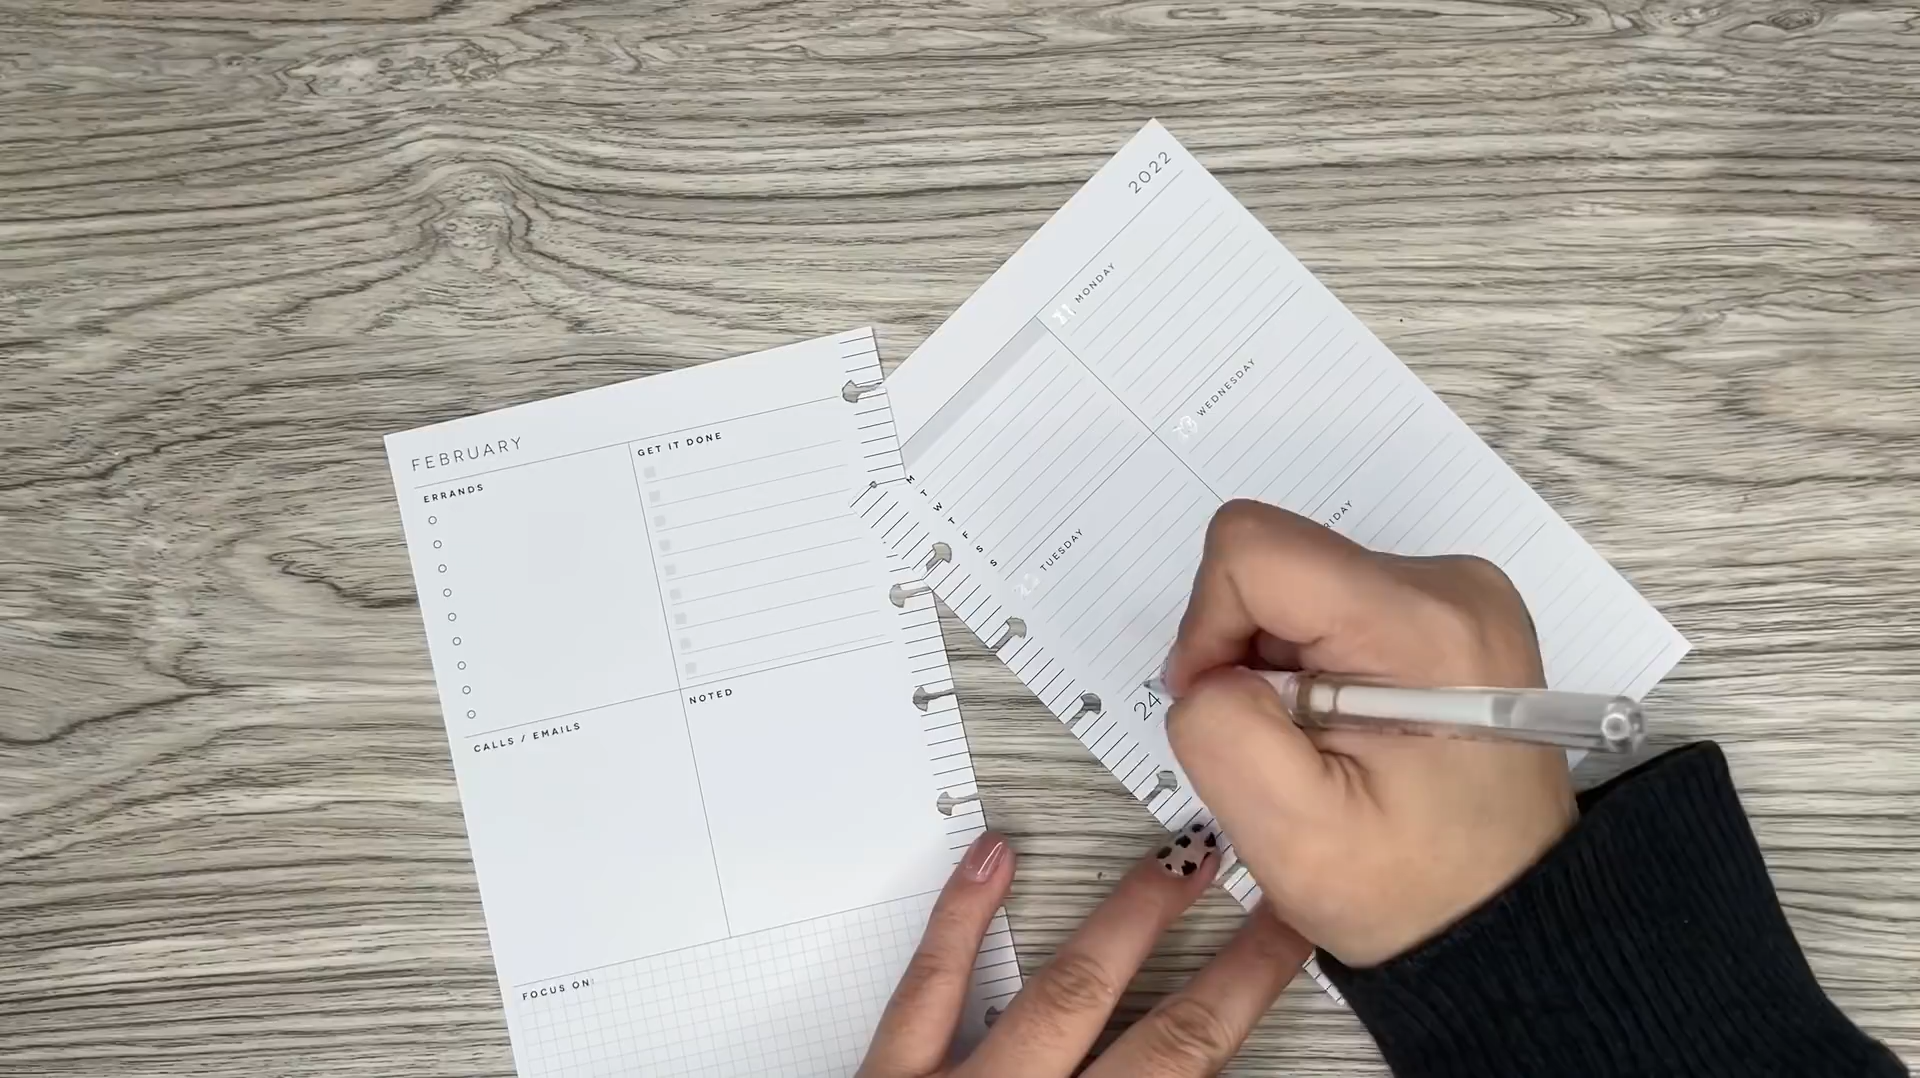 FEBRUARY
ERRANDS
GET IT DONE
CALLS / EMAILS
NOTED
FOCUS ON:
2022
MONDAY
WEDNESDAY
M
T
W
T
F
S
S
TUESDAY
24